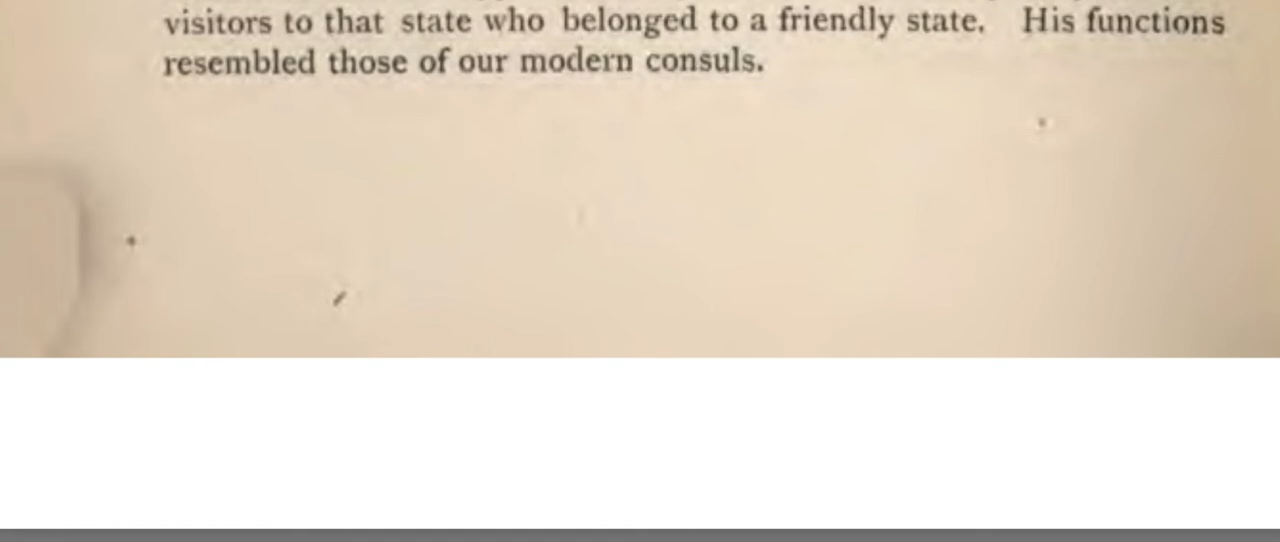 visitors to that state who belonged to a friendly state. His functions
resembled those of our modern consuls.